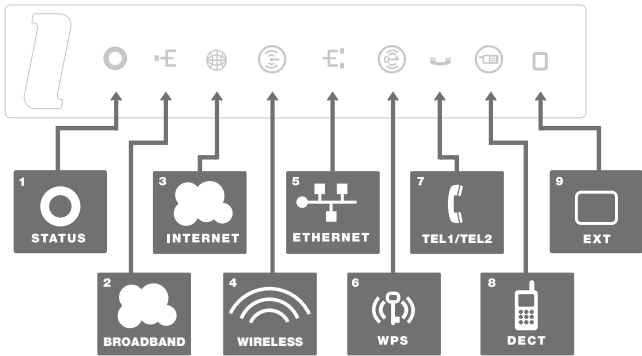 1
STATUS
2
BROADBAND
3
INTERNET
4
WIRELESS
5
ETHERNET
6
WPS
7
TEL1/TEL2
8
DECT
9
EXT